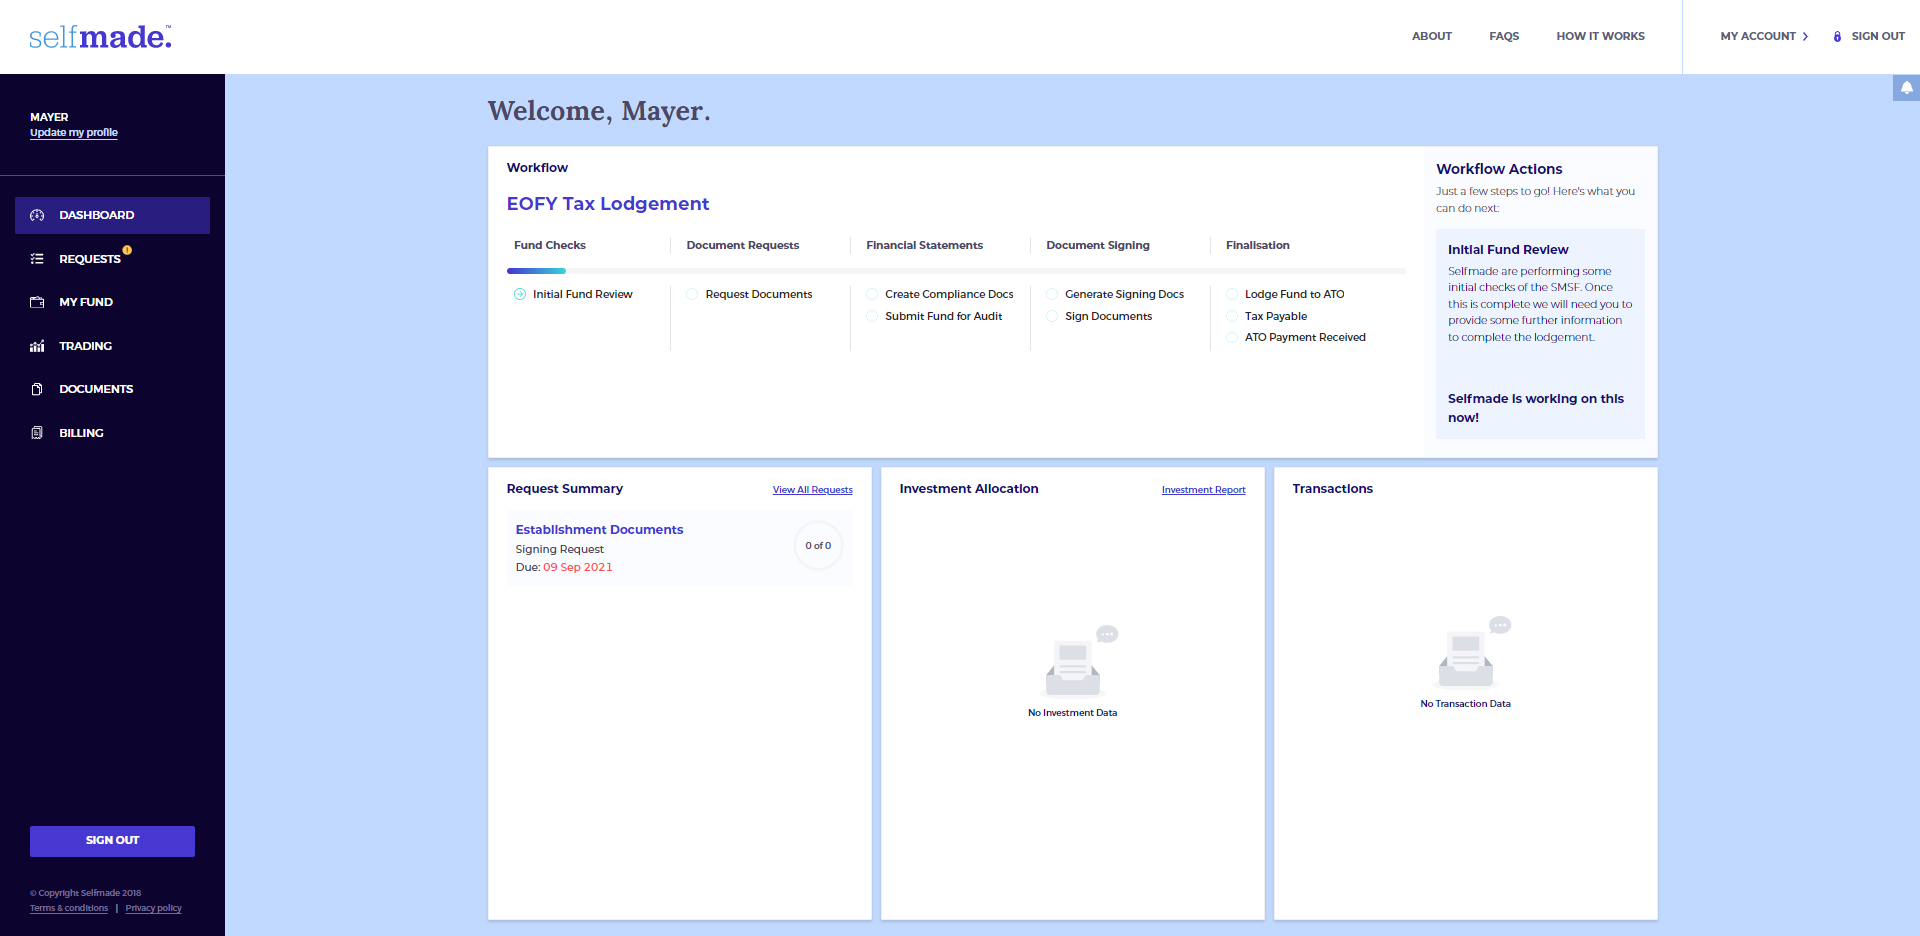 selfmade.™
ABOUT
FAQS
HOW IT WORKS
MY ACCOUNT
SIGN OUT
MAYER
Update my profile
DASHBOARD
REQUESTS
MY FUND
TRADING
DOCUMENTS
BILLING
SIGN OUT
© Copyright Selfmade 2018
Terms & conditions | Privacy policy
Welcome, Mayer.
Workflow
EOFY Tax Lodgement
Fund Checks
Document Requests
Financial Statements
Document Signing
Finalisation
Initial Fund Review
Request Documents
Create Compliance Docs
Submit Fund for Audit
Generate Signing Docs
Sign Documents
Lodge Fund to ATO
Tax Payable
ATO Payment Received
Workflow Actions
Just a few steps to go! Here's what you
can do next:
Initial Fund Review
Selfmade are performing some
initial checks of the SMSF. Once
this is complete we will need you to
provide some further information
to complete the lodgement.
Selfmade is working on this
now!
Request Summary
View All Requests
Establishment Documents
Signing Request
Due: 09 Sep 2021
0 of 0
Investment Allocation
Investment Report
No Investment Data
Transactions
No Transaction Data